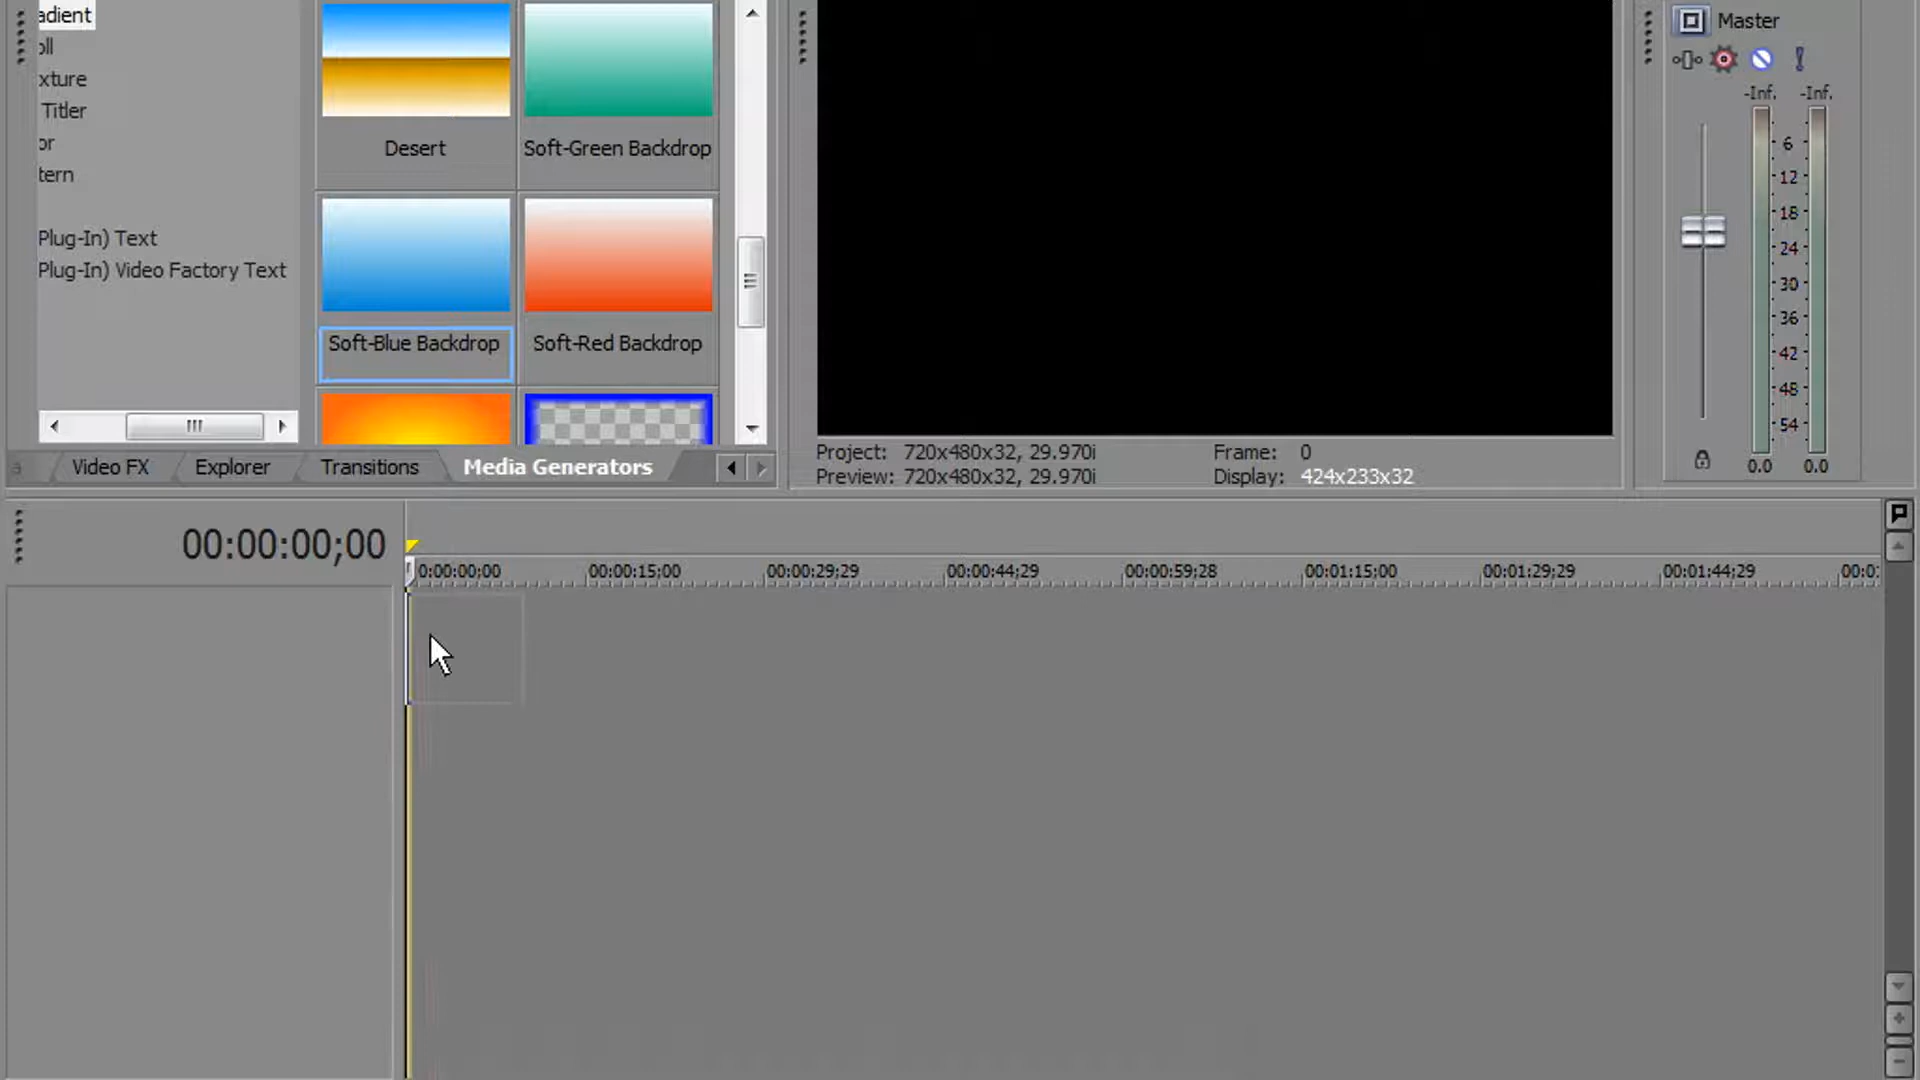 adient
oll
xture
Titler
or
tern
Plug-In) Text
Plug-In) Video Factory Text
Desert
Soft-Green Backdrop
Soft-Blue Backdrop
Soft-Red Backdrop
a
Video FX
Explorer
Transitions
Media Generators
Project: 720x480x32, 29.970i
Preview: 720x480x32, 29.970i
Frame: 0
Display: 424x233x32
Master
-Inf. -Inf.
6
12
18
24
30
36
42
48
54
0.0 0.0
00:00:00;00
0:00:00;00 00:00:15;00 00:00:29;29 00:00:44;29 00:00:59;28 00:01:15;00 00:01:29;29 00:01:44;29 00:0